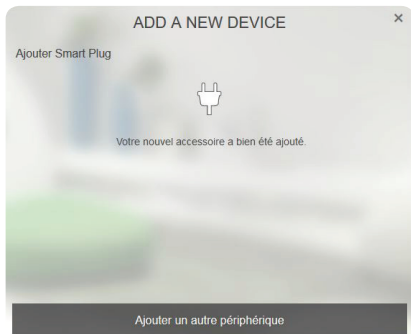 ADD A NEW DEVICE
×
Ajouter Smart Plug
Votre nouvel accessoire a bien été ajouté.
Ajouter un autre périphérique